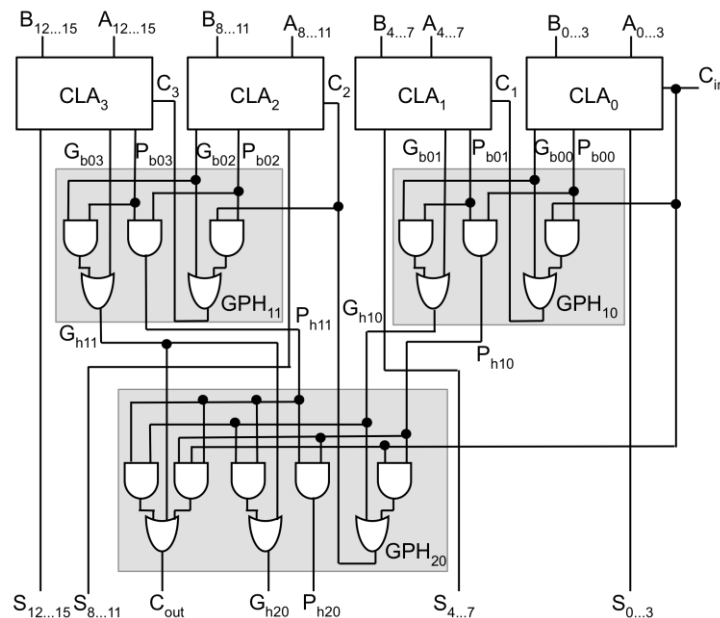 B12...15 A12...15 B8...11 A8...11 B4...7 A4...7 B0...3 A0...3
CLA3 C3 CLA2 C2 CLA1 C1 CLA0
Gb03 Pb03 Gb02 Pb02 Gb01 Pb01 Gb00 Pb00
GPH11 GPH10
Gh11 Ph11 Gh10 Ph10
GPH20
S12...15 S8...11 Cout Gh20 Ph20 S4...7 S0...3